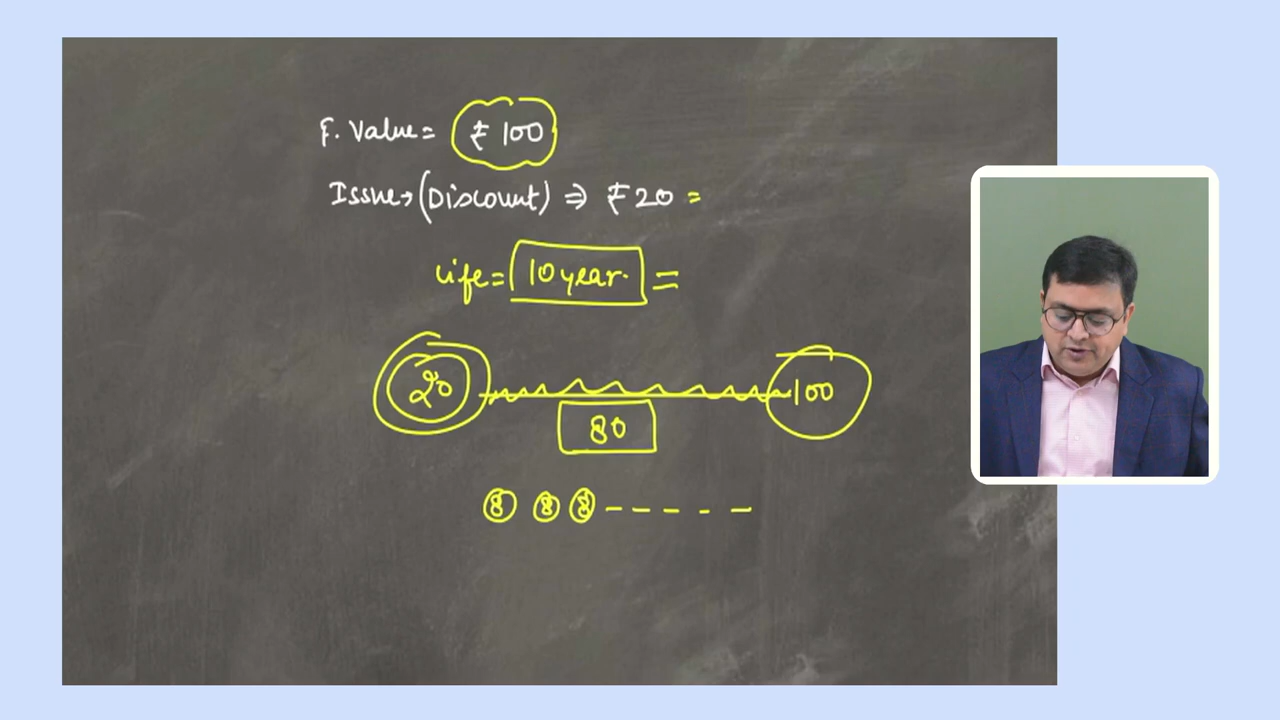 F. Value = ₹ 100
Issue → (Discount) ⇒ ₹ 20 =
Life = 10 year. =
20 100
80
8 8 8 - - - - -